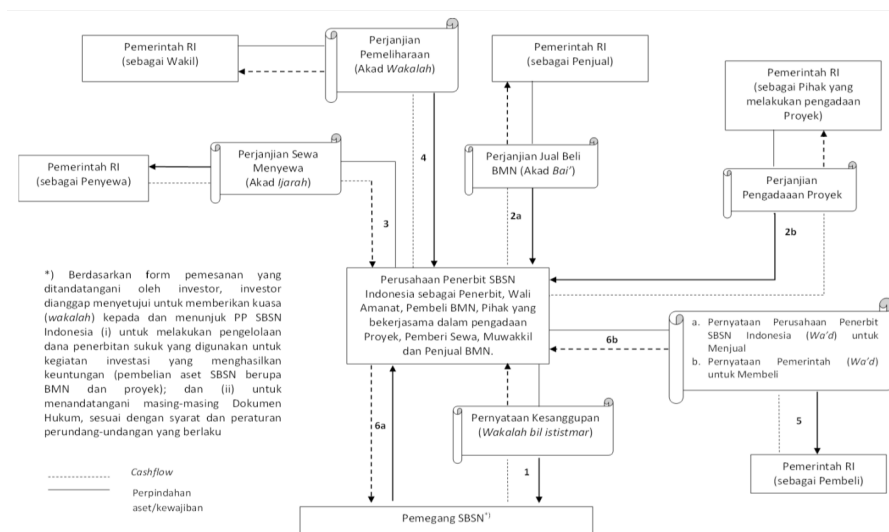 Pemerintah RI
(sebagai Wakil)
Perjanjian
Pemeliharaan
(Akad Wakalah)
Pemerintah RI
(sebagai Penjual)
Pemerintah RI
(sebagai Pihak yang
melakukan pengadaan
Proyek)
Pemerintah RI
(sebagai Penyewa)
Perjanjian Sewa
Menyewa
(Akad Ijarah)
4
Perjanjian Jual Beli
BMN (Akad Bai’)
Perjanjian
Pengadaaan Proyek
3
2a
2b
*) Berdasarkan form pemesanan yang
ditandatangani oleh investor, investor
dianggap menyetujui untuk memberikan kuasa
(wakalah) kepada dan menunjuk PP SBSN
Indonesia (i) untuk melakukan pengelolaan
dana penerbitan sukuk yang digunakan untuk
kegiatan investasi yang menghasilkan
keuntungan (pembelian aset SBSN berupa
BMN dan proyek); dan (ii) untuk
menandatangani masing-masing Dokumen
Hukum, sesuai dengan syarat dan peraturan
perundang-undangan yang berlaku
Perusahaan Penerbit SBSN
Indonesia sebagai Penerbit, Wali
Amanat, Pembeli BMN, Pihak yang
bekerjasama dalam pengadaan
Proyek, Pemberi Sewa, Muwakkil
dan Penjual BMN.
6b
a. Pernyataan Perusahaan Penerbit
SBSN Indonesia (Wa’d) untuk
Menjual
b. Pernyataan Pemerintah (Wa’d)
untuk Membeli
6a
Pernyataan Kesanggupan
(Wakalah bil ististmar)
5
1
Pemerintah RI
(sebagai Pembeli)
Cashflow
Perpindahan
aset/kewajiban
Pemegang SBSN*)